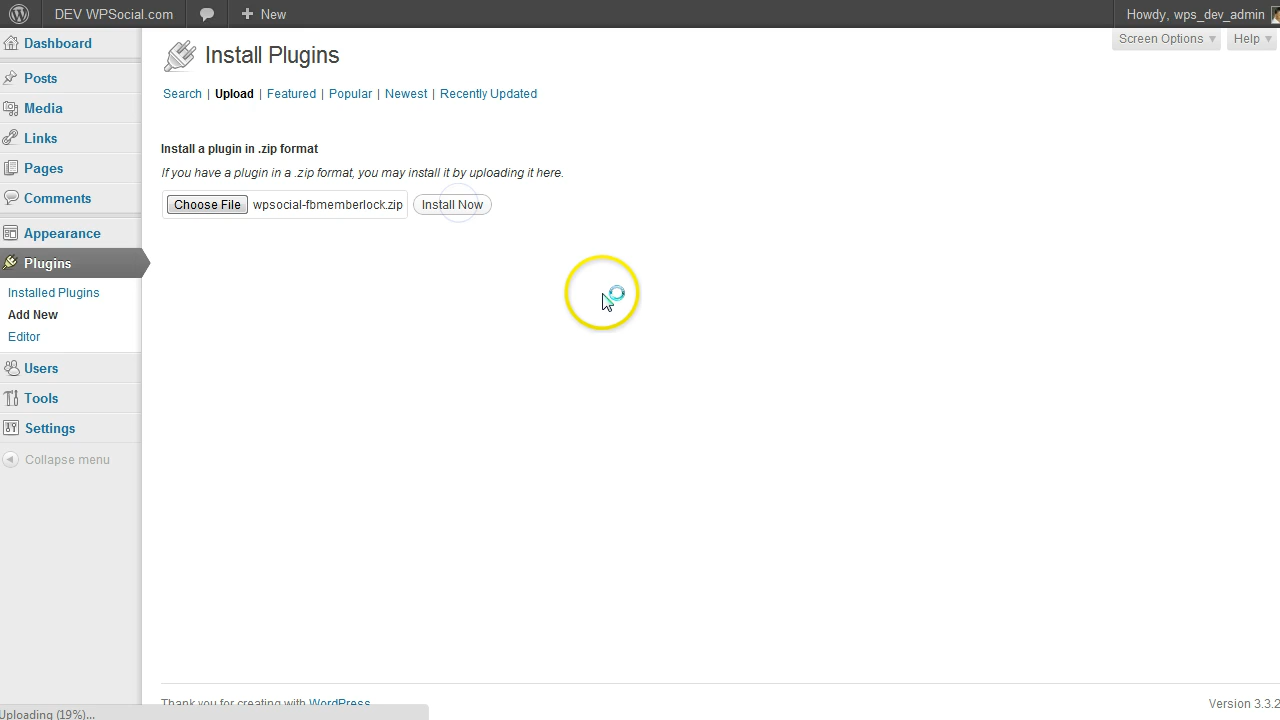 DEV WPSocial.com New Howdy, wps_dev_admin
Screen Options Help
Dashboard
Posts
Media
Links
Pages
Comments
Appearance
Plugins
Installed Plugins
Add New
Editor
Users
Tools
Settings
Collapse menu
Install Plugins
Search | Upload | Featured | Popular | Newest | Recently Updated
Install a plugin in .zip format
If you have a plugin in a .zip format, you may install it by uploading it here.
Choose File wpsocial-fbmemberlock.zip Install Now
Thank you for creating with WordPress Version 3.3.2
Uploading (19%)...